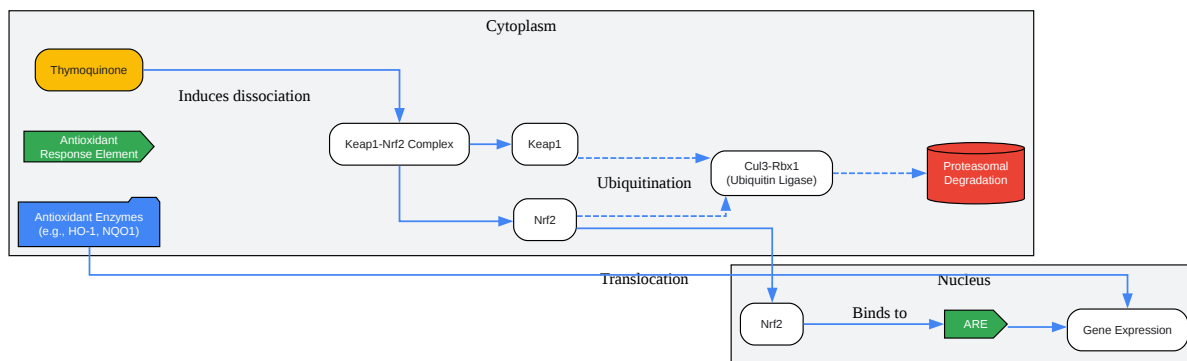 Cytoplasm
Thymoquinone
Induces dissociation
Antioxidant
Response Element
Keap1-Nrf2 Complex
Keap1
Cul3-Rbx1
(Ubiquitin Ligase)
Proteasomal
Degradation
Ubiquitination
Antioxidant Enzymes
(e.g., HO-1, NQO1)
Nrf2
Translocation
Nucleus
Nrf2
Binds to
ARE
Gene Expression